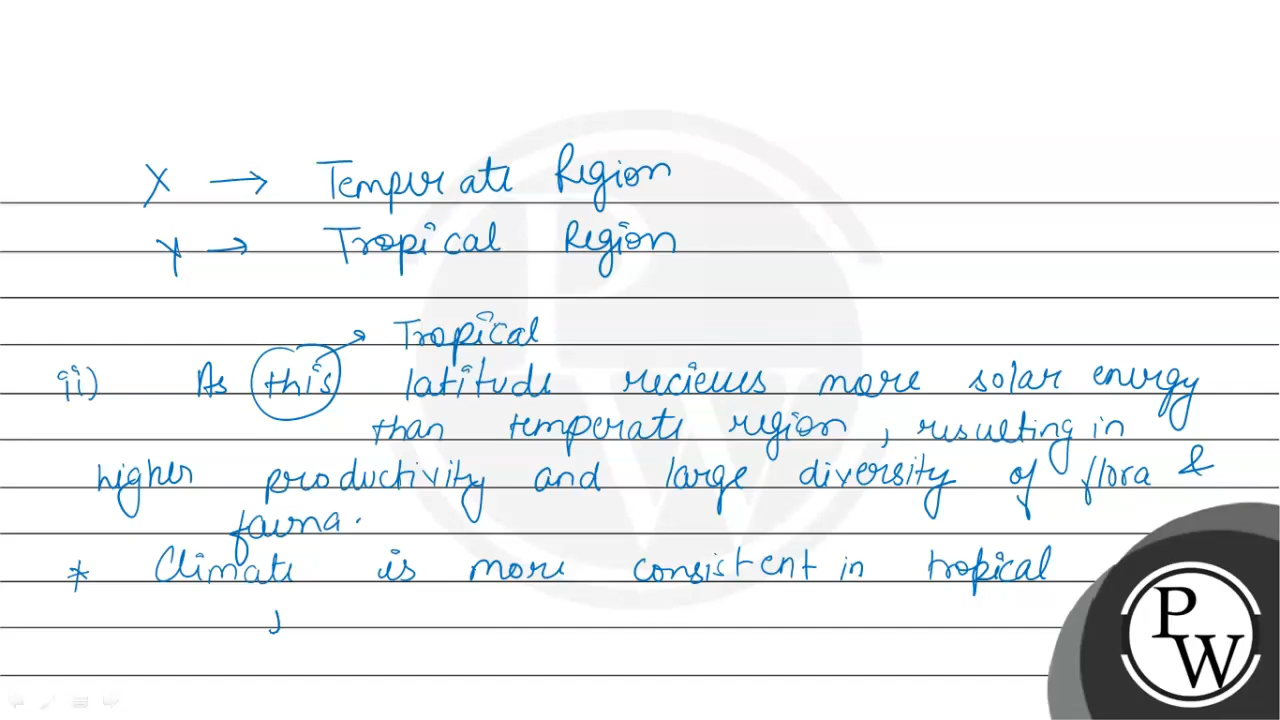 X → Temperate Region
Y → Tropical Region
Tropical
ii) As this latitude recieves more solar energy
than temperate region, resulting in
higher productivity and large diversity of flora &
fauna.
* Climate is more consistent in tropical
,
PW